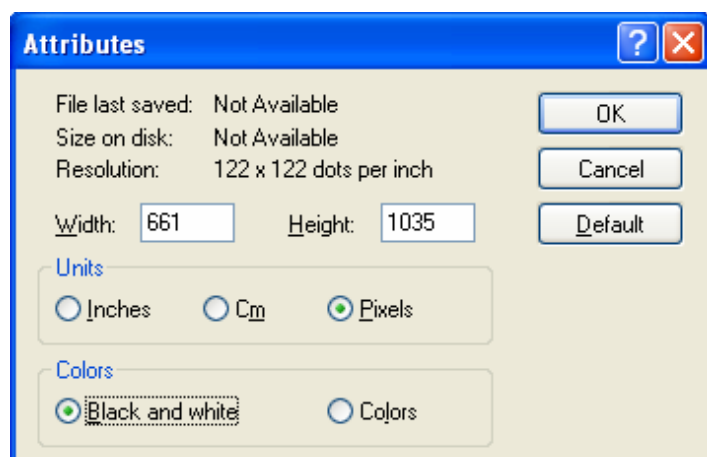 Attributes ?
File last saved: Not Available OK
Size on disk: Not Available
Resolution: 122 x 122 dots per inch Cancel
Width: 661 Height: 1035 Default
Units
Inches Cm Pixels
Colors
Black and white Colors